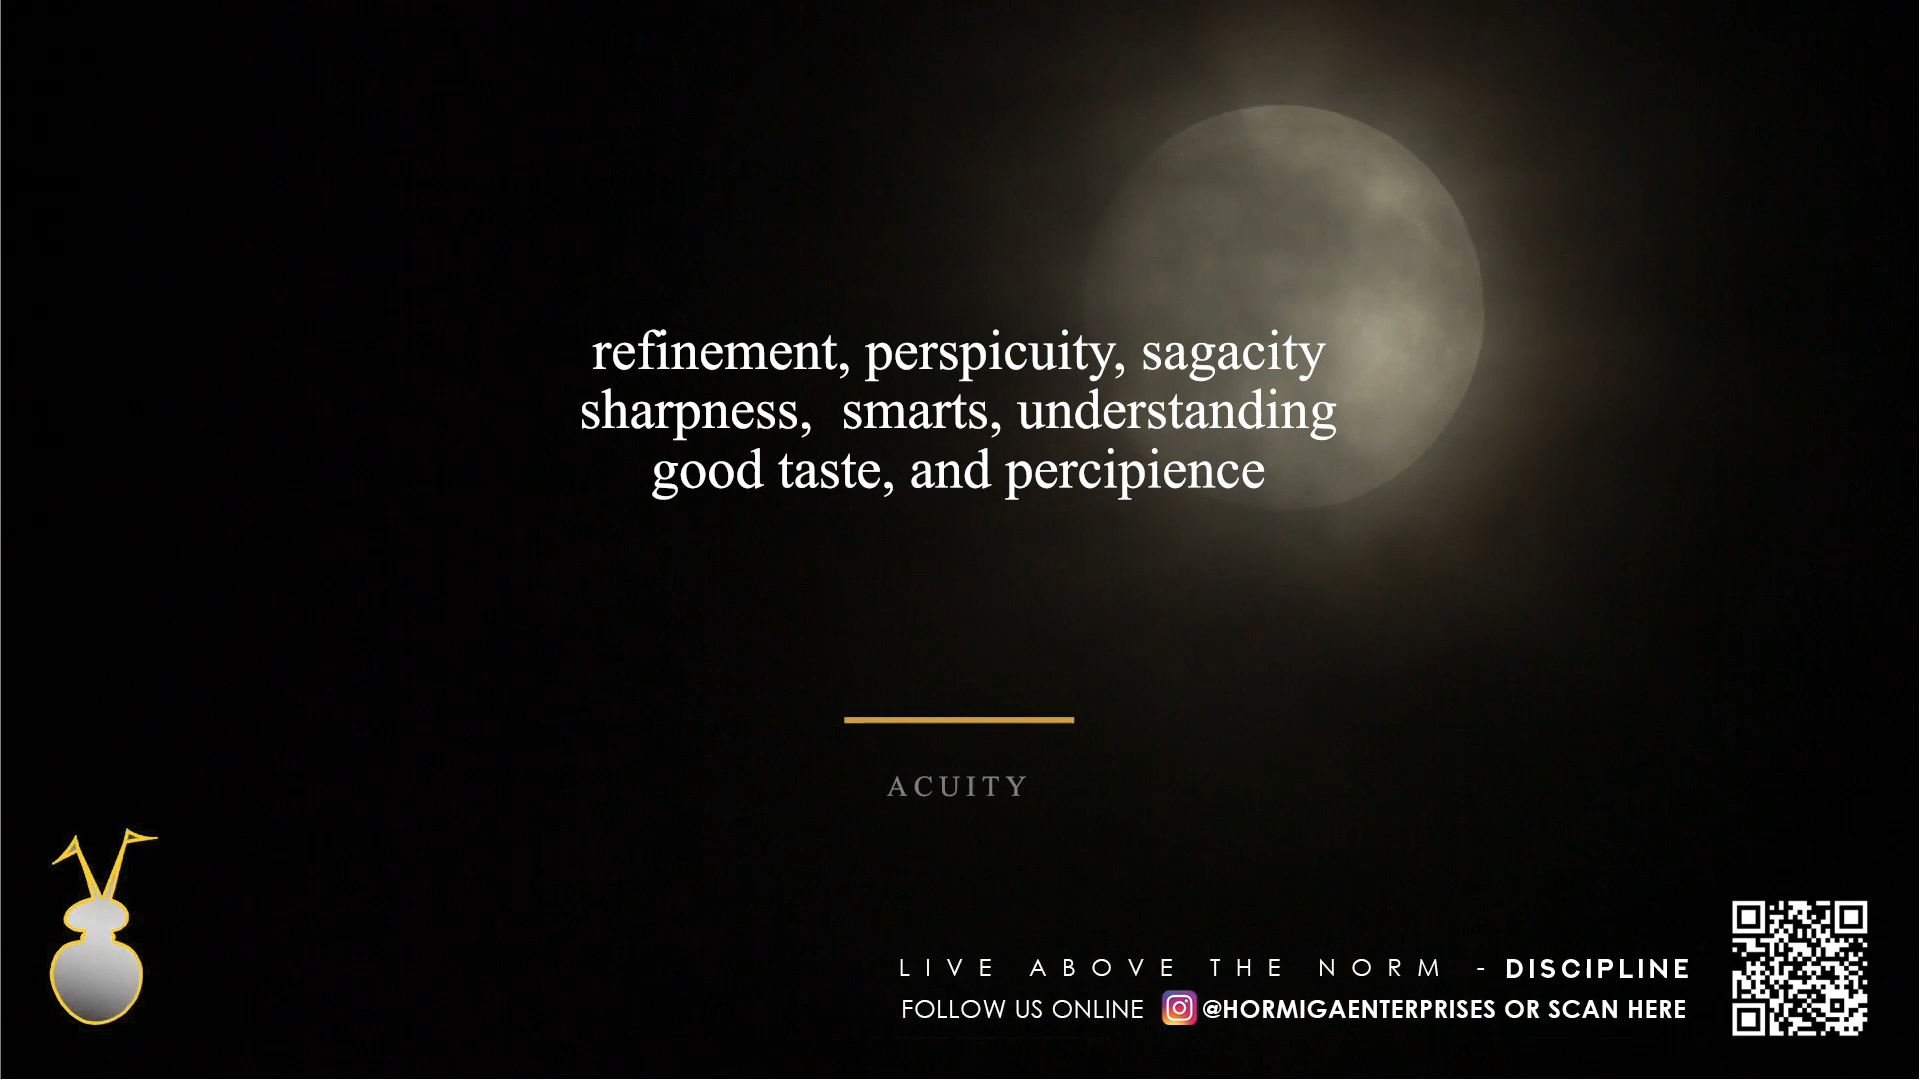 refinement, perspicuity, sagacity
sharpness,  smarts, understanding
good taste, and percipience
ACUITY
LIVE ABOVE THE NORM - DISCIPLINE
FOLLOW US ONLINE @HORMIGAENTERPRISES OR SCAN HERE